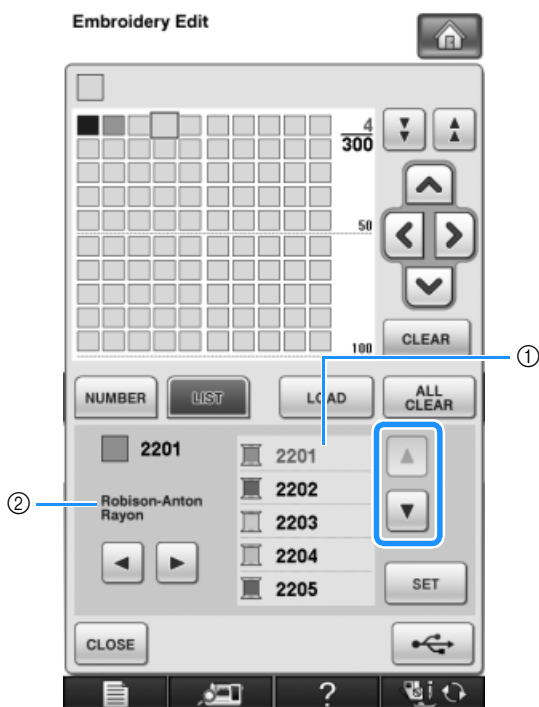 Embroidery Edit
4
300
50
100
CLEAR
①
NUMBER
LIST
LOAD
ALL
CLEAR
2201
2201
②
Robison-Anton
Rayon
2202
2203
2204
2205
SET
CLOSE
?